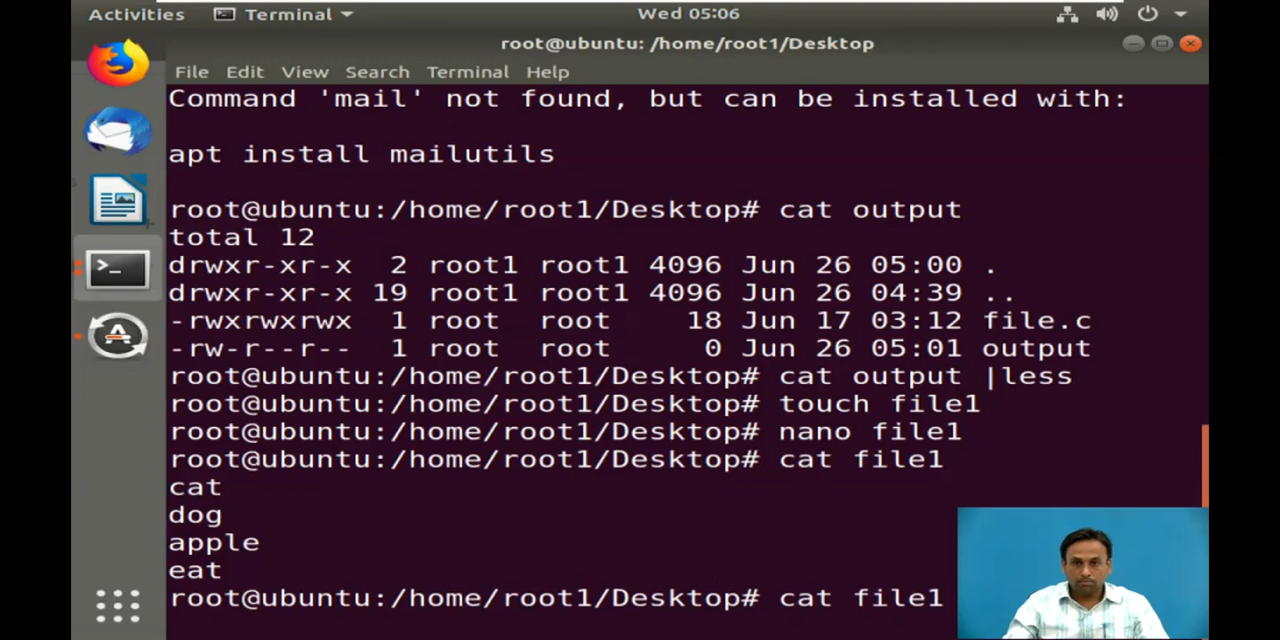 Activities Terminal Wed 05:06
root@ubuntu: /home/root1/Desktop
File Edit View Search Terminal Help
Command 'mail' not found, but can be installed with:
apt install mailutils
root@ubuntu:/home/root1/Desktop# cat output
total 12
drwxr-xr-x  2 root1 root1 4096 Jun 26 05:00 .
drwxr-xr-x 19 root1 root1 4096 Jun 26 04:39 ..
-rwxrwxrwx  1 root  root    18 Jun 17 03:12 file.c
-rw-r--r--  1 root  root     0 Jun 26 05:01 output
root@ubuntu:/home/root1/Desktop# cat output |less
root@ubuntu:/home/root1/Desktop# touch file1
root@ubuntu:/home/root1/Desktop# nano file1
root@ubuntu:/home/root1/Desktop# cat file1
cat
dog
apple
eat
root@ubuntu:/home/root1/Desktop# cat file1